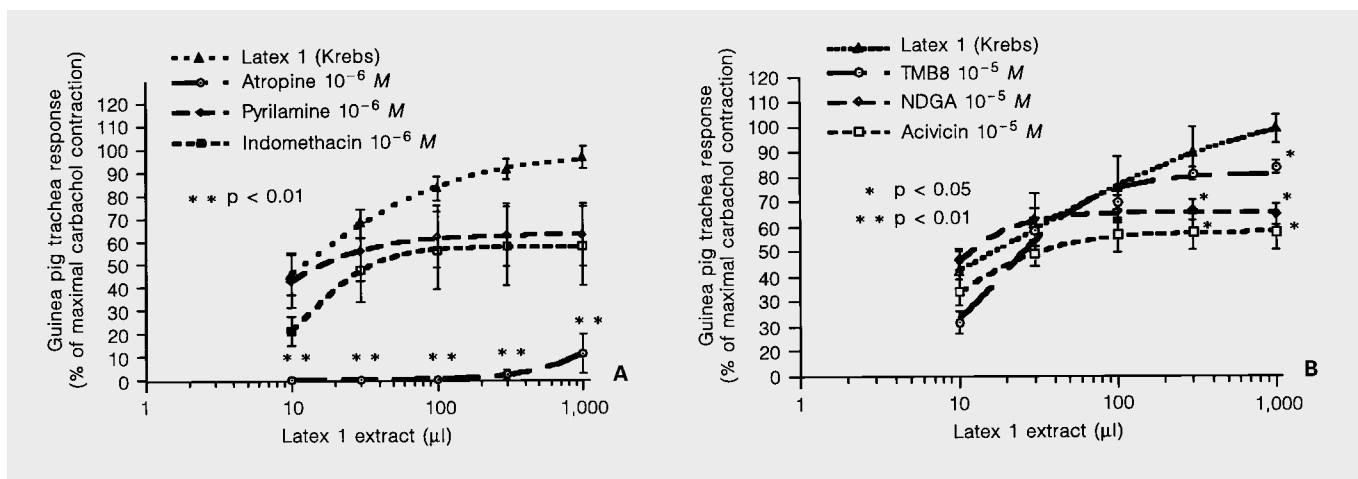 Latex 1 (Krebs)
Atropine 10⁻⁶ M
Pyrilamine 10⁻⁶ M
Indomethacin 10⁻⁶ M
** p < 0.01
Guinea pig trachea response
(% of maximal carbachol contraction)
120
110
100
90
80
70
60
50
40
30
20
10
0
** ** ** ** **
A
1 10 100 1,000
Latex 1 extract (µl)
Latex 1 (Krebs)
TMB8 10⁻⁵ M
NDGA 10⁻⁵ M
Acivicin 10⁻⁵ M
* p < 0.05
** p < 0.01
Guinea pig trachea response
(% of maximal carbachol contraction)
120
110
100
90
80
70
60
50
40
30
20
10
0
*
* *
* *
B
1 10 100 1,000
Latex 1 extract (µl)